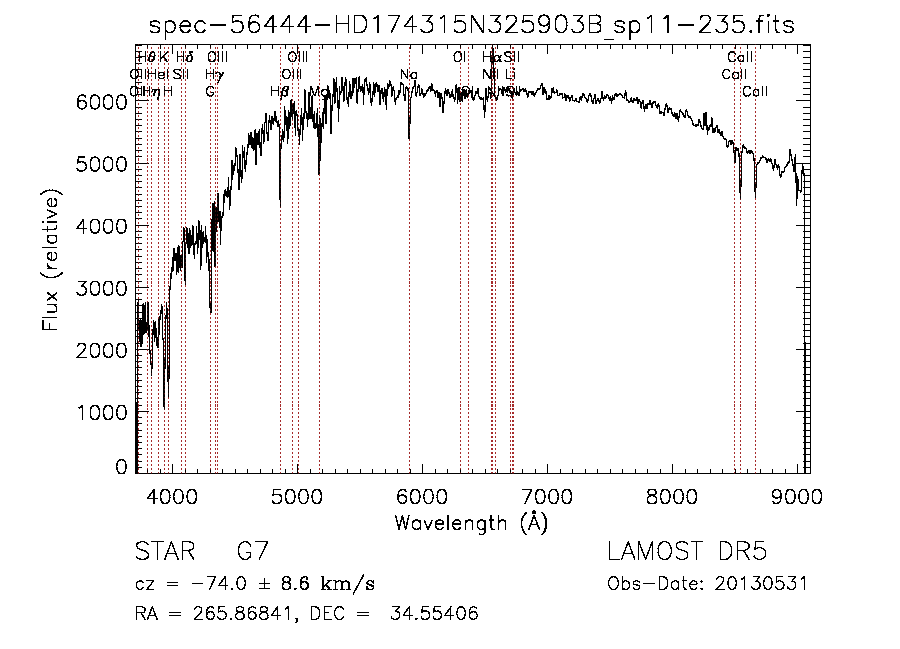 spec-56444-HD174315N325903B_sp11-235.fits
Hθ K Hδ OIII OIII OI Hα SII CaII
OII HeI SII Hγ OIII Na NII Li CaII
Hη H G Hβ Mg CaII
6000
5000
4000
3000
2000
1000
0
Flux (relative)
4000 5000 6000 7000 8000 9000
Wavelength (Å)
STAR G7 LAMOST DR5
cz = -74.0 ± 8.6 km/s Obs-Date: 20130531
RA = 265.86841, DEC = 34.55406